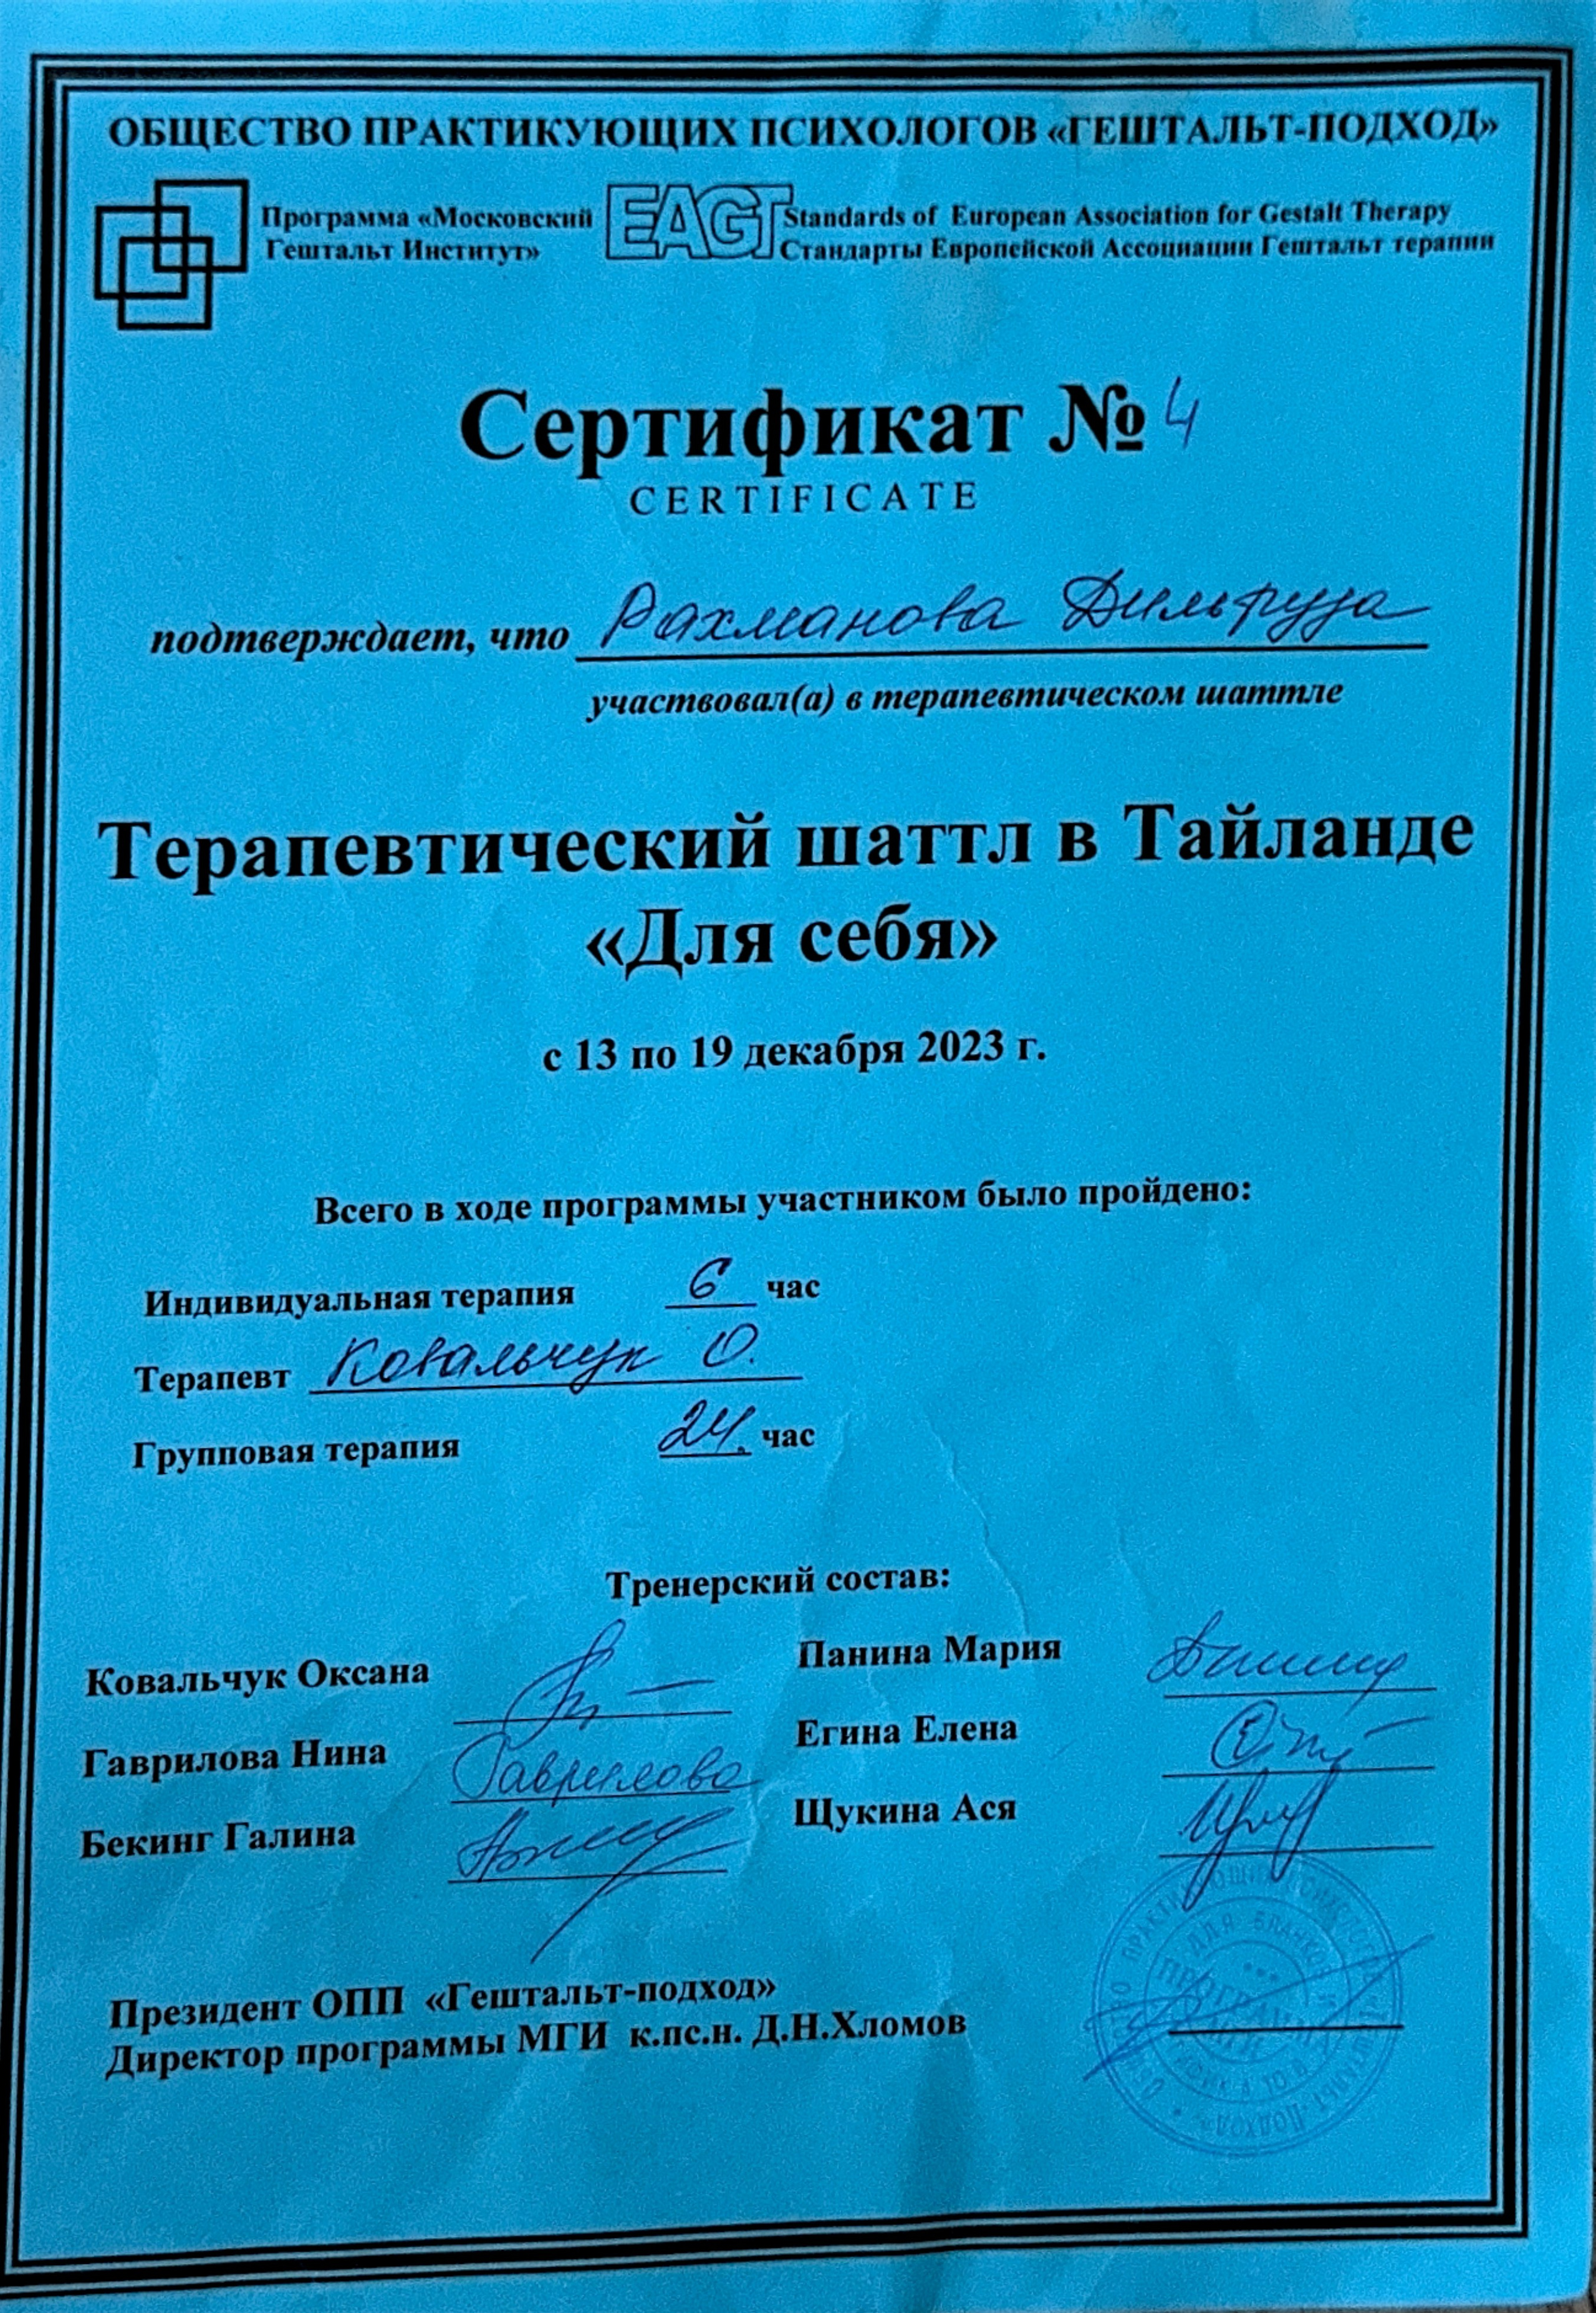 ОБЩЕСТВО ПРАКТИКУЮЩИХ ПСИХОЛОГОВ «ГЕШТАЛЬТ-ПОДХОД»
Программа «Московский
Гештальт Институт»
EAGT
Standards of European Association for Gestalt Therapy
Стандарты Европейской Ассоциации Гештальт терапии
Сертификат № 4
CERTIFICATE
подтверждает, что Рахманова Дильруза
участвовал(а) в терапевтическом шаттле
Терапевтический шаттл в Тайланде
«Для себя»
с 13 по 19 декабря 2023 г.
Всего в ходе программы участником было пройдено:
Индивидуальная терапия 6 час
Терапевт Ковальчук О.
Групповая терапия 24. час
Тренерский состав:
Ковальчук Оксана
Панина Мария
Гаврилова Нина Гаврилова
Егина Елена
Бекинг Галина
Щукина Ася
Президент ОПП «Гештальт-подход»
Директор программы МГИ к.пс.н. Д.Н.Хломов
ДЛЯ БЛАНКОВ
ПРОГРАММА